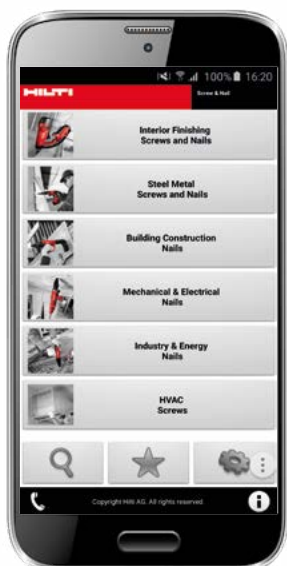 100% 16:20
HILTI
Screw & Nail
Interior Finishing
Screws and Nails
Steel Metal
Screws and Nails
Building Construction
Nails
Mechanical & Electrical
Nails
Industry & Energy
Nails
HVAC
Screws
Copyright Hilti AG. All rights reserved